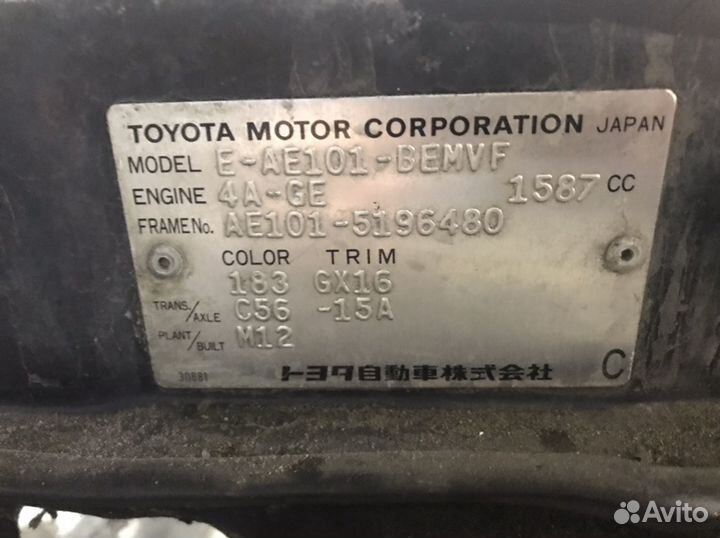 TOYOTA MOTOR CORPORATION JAPAN
MODEL E-AE101-BEMVF
ENGINE 4A-GE 1587 CC
FRAME No. AE101-5196480
COLOR TRIM
183 GX16
TRANS./AXLE C56 -15A
PLANT/BUILT M12
30881 トヨタ自動車株式会社 C
Avito